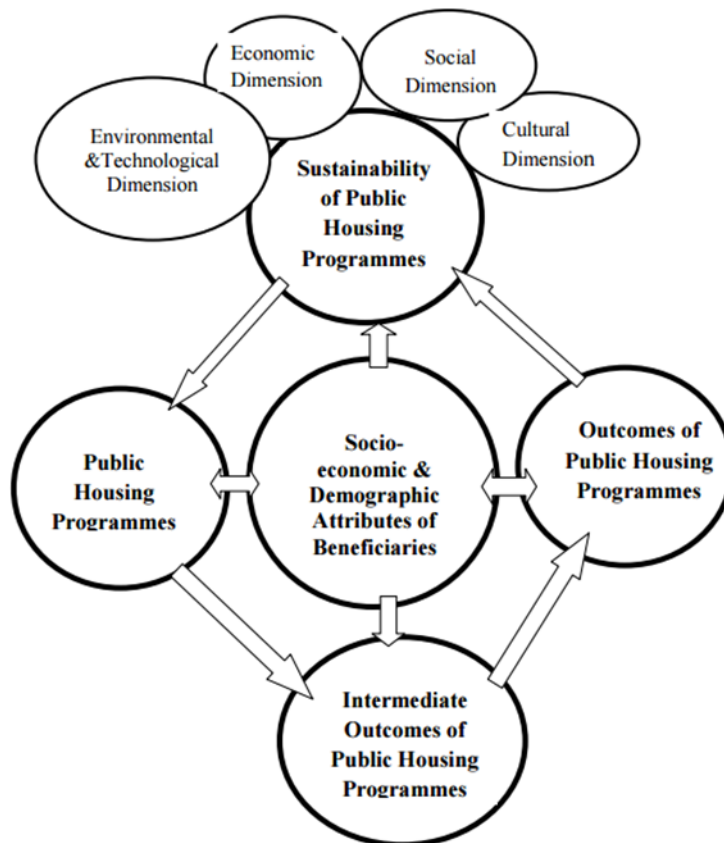 Economic
Dimension
Social
Dimension
Environmental
&Technological
Dimension
Cultural
Dimension
Sustainability
of Public
Housing
Programmes
Public
Housing
Programmes
Socio-
economic &
Demographic
Attributes of
Beneficiaries
Outcomes of
Public Housing
Programmes
Intermediate
Outcomes of
Public Housing
Programmes